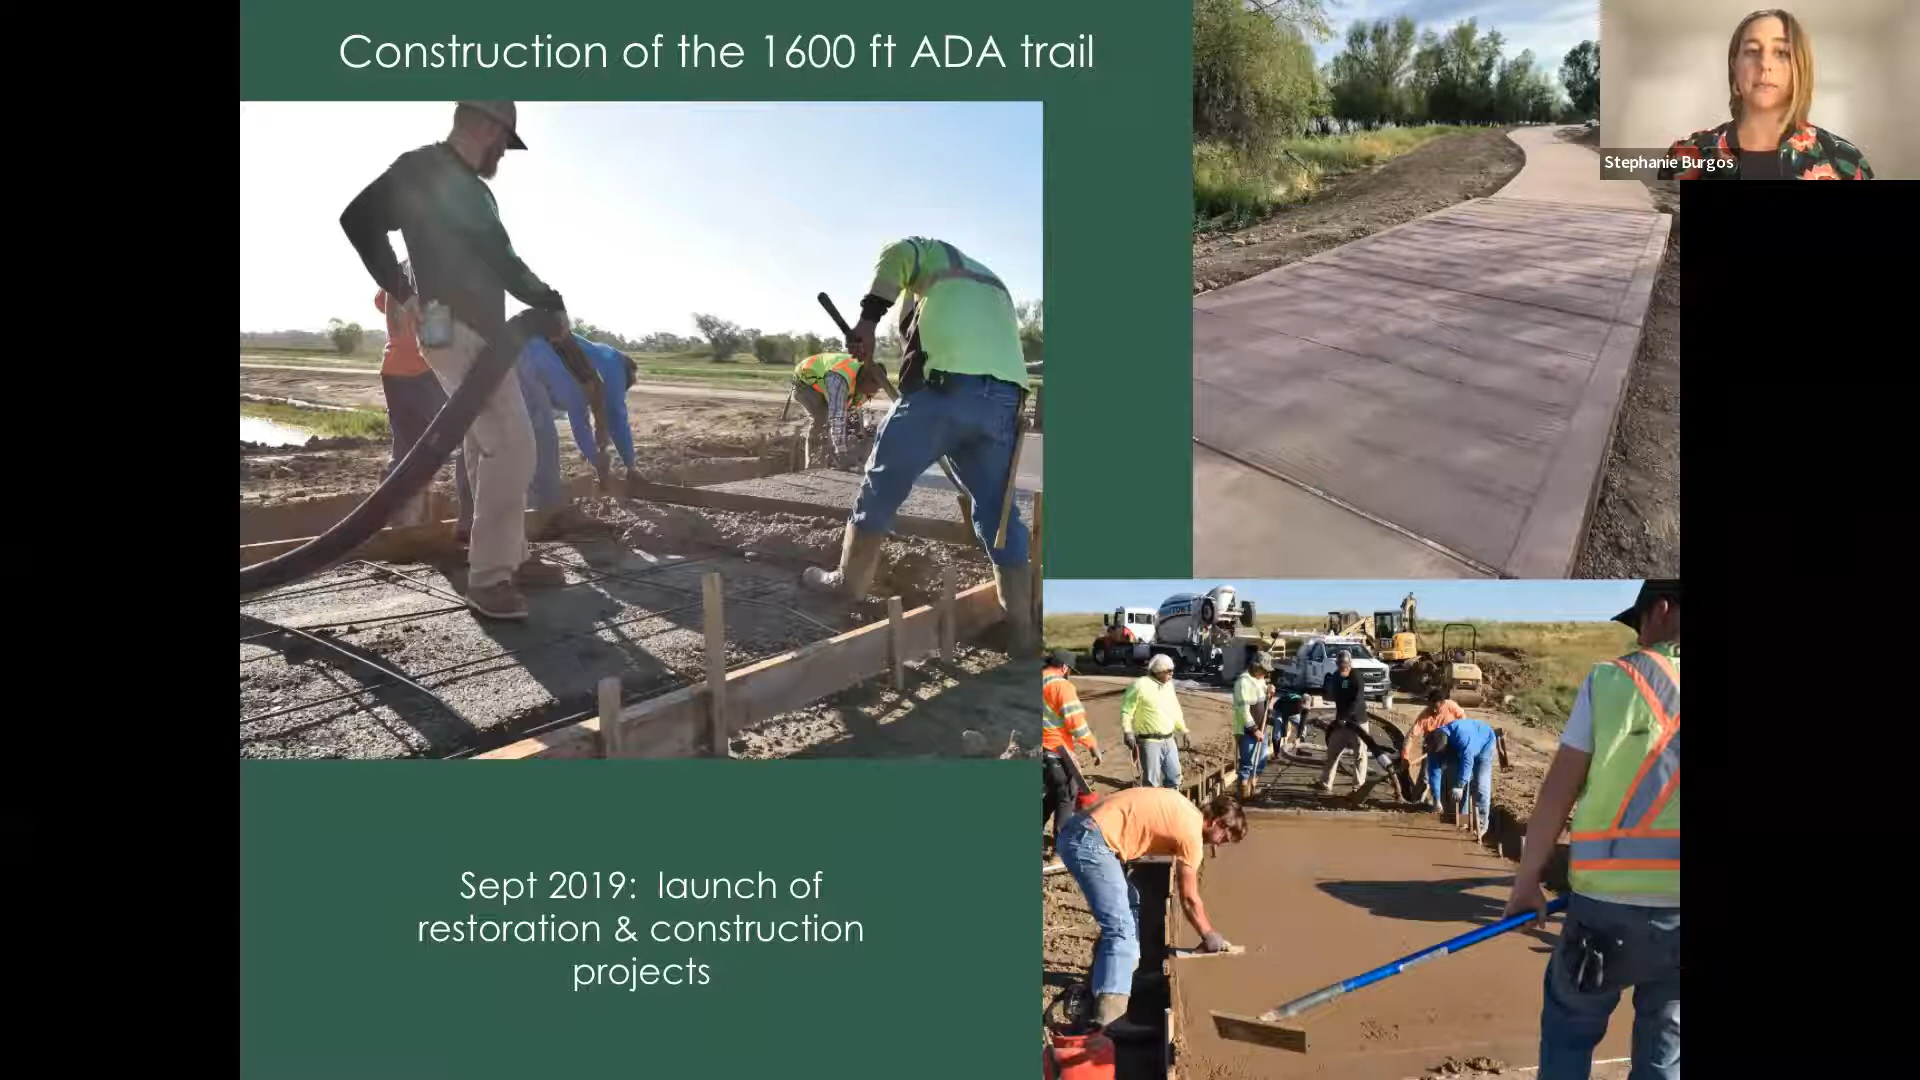 Construction of the 1600 ft ADA trail
Stephanie Burgos
Sept 2019: launch of
restoration & construction
projects